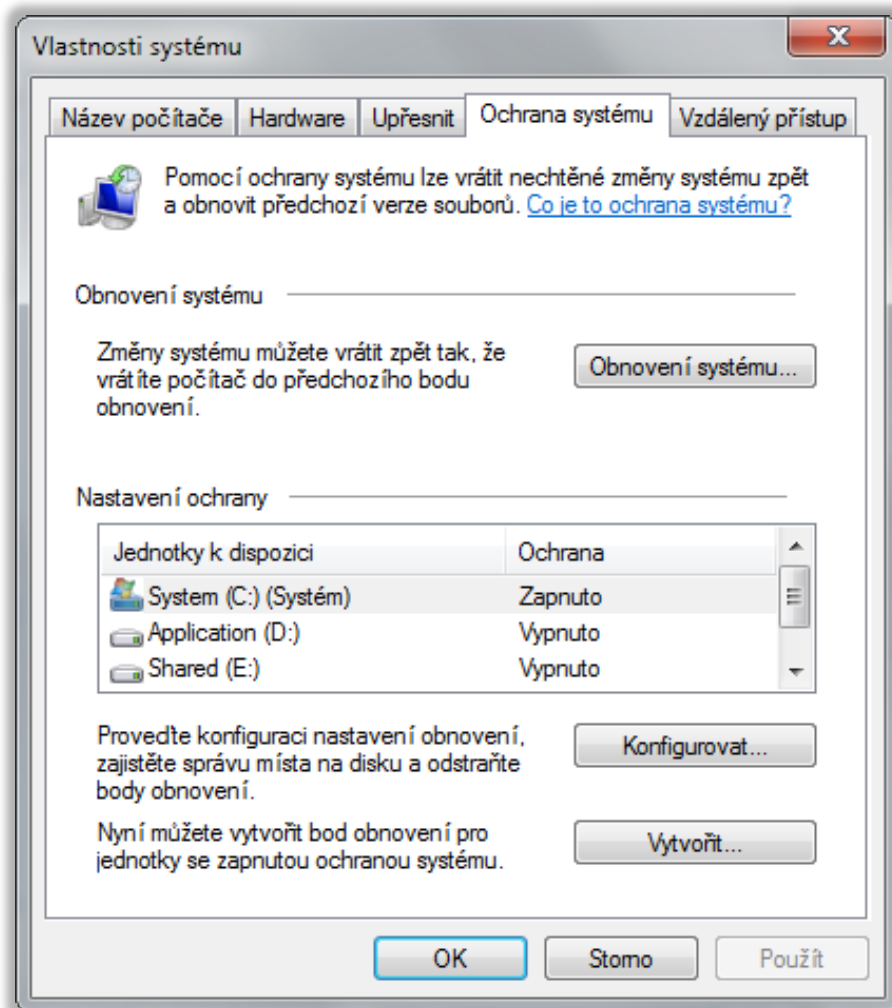 Vlastnosti systému
Název počítače Hardware Upřesnit Ochrana systému Vzdálený přístup
Pomocí ochrany systému lze vrátit nechtěné změny systému zpět
a obnovit předchozí verze souborů. Co je to ochrana systému?
Obnovení systému
Změny systému můžete vrátit zpět tak, že
vrátíte počítač do předchozího bodu
obnovení.
Obnovení systému...
Nastavení ochrany
Jednotky k dispozici Ochrana
System (C:) (Systém) Zapnuto
Application (D:) Vypnuto
Shared (E:) Vypnuto
Proveďte konfiguraci nastavení obnovení,
zajistěte správu místa na disku a odstraňte
body obnovení.
Konfigurovat...
Nyní můžete vytvořit bod obnovení pro
jednotky se zapnutou ochranou systému.
Vytvořit...
OK Storno Použít